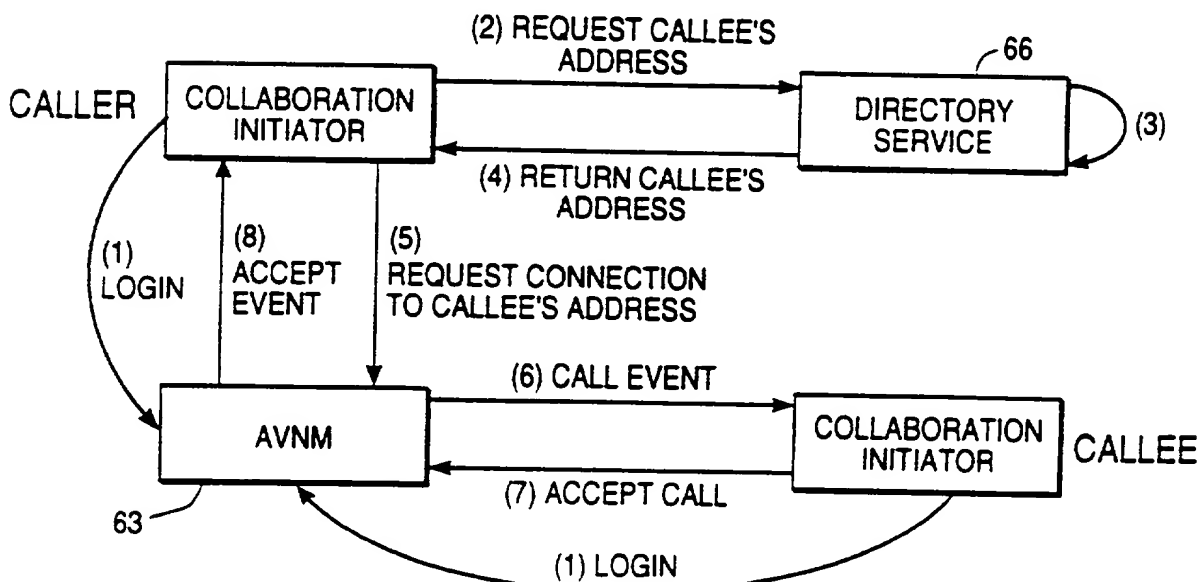 (2) REQUEST CALLEE'S
ADDRESS
66
CALLER
COLLABORATION
INITIATOR
DIRECTORY
SERVICE
(3)
(4) RETURN CALLEE'S
ADDRESS
(1)
LOGIN
(8)
ACCEPT
EVENT
(5)
REQUEST CONNECTION
TO CALLEE'S ADDRESS
(6) CALL EVENT
AVNM
COLLABORATION
INITIATOR
CALLEE
(7) ACCEPT CALL
63
(1) LOGIN